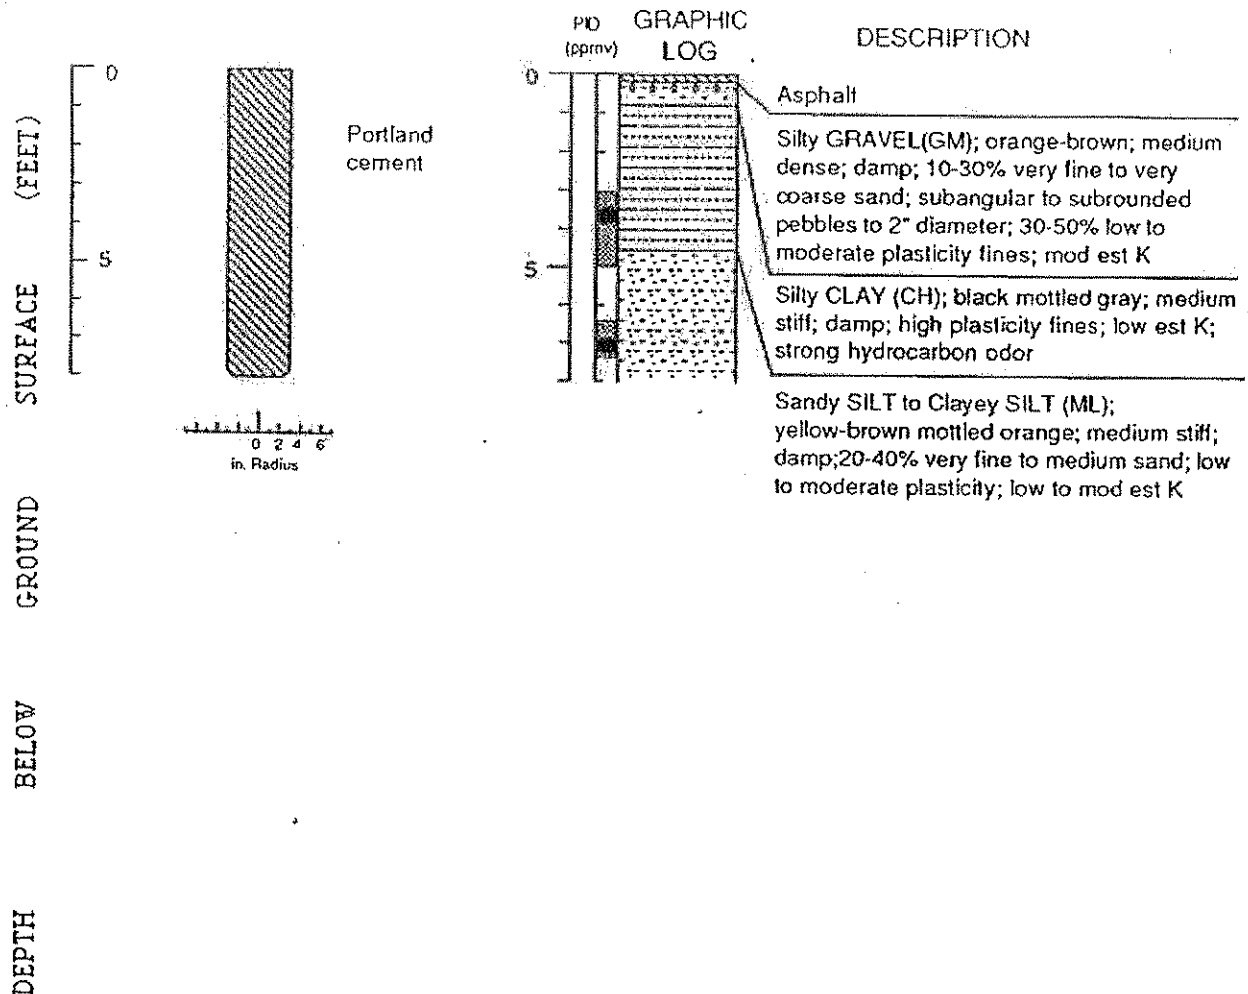 PID
(ppmv)
GRAPHIC
LOG
DESCRIPTION
0
5
Portland
cement
0 2 4 6
in. Radius
0
5
Asphalt
Silty GRAVEL(GM); orange-brown; medium
dense; damp; 10-30% very fine to very
coarse sand; subangular to subrounded
pebbles to 2" diameter; 30-50% low to
moderate plasticity fines; mod est K
Silty CLAY (CH); black mottled gray; medium
stiff; damp; high plasticity fines; low est K;
strong hydrocarbon odor
Sandy SILT to Clayey SILT (ML);
yellow-brown mottled orange; medium stiff;
damp;20-40% very fine to medium sand; low
to moderate plasticity; low to mod est K
DEPTH BELOW GROUND SURFACE (FEET)